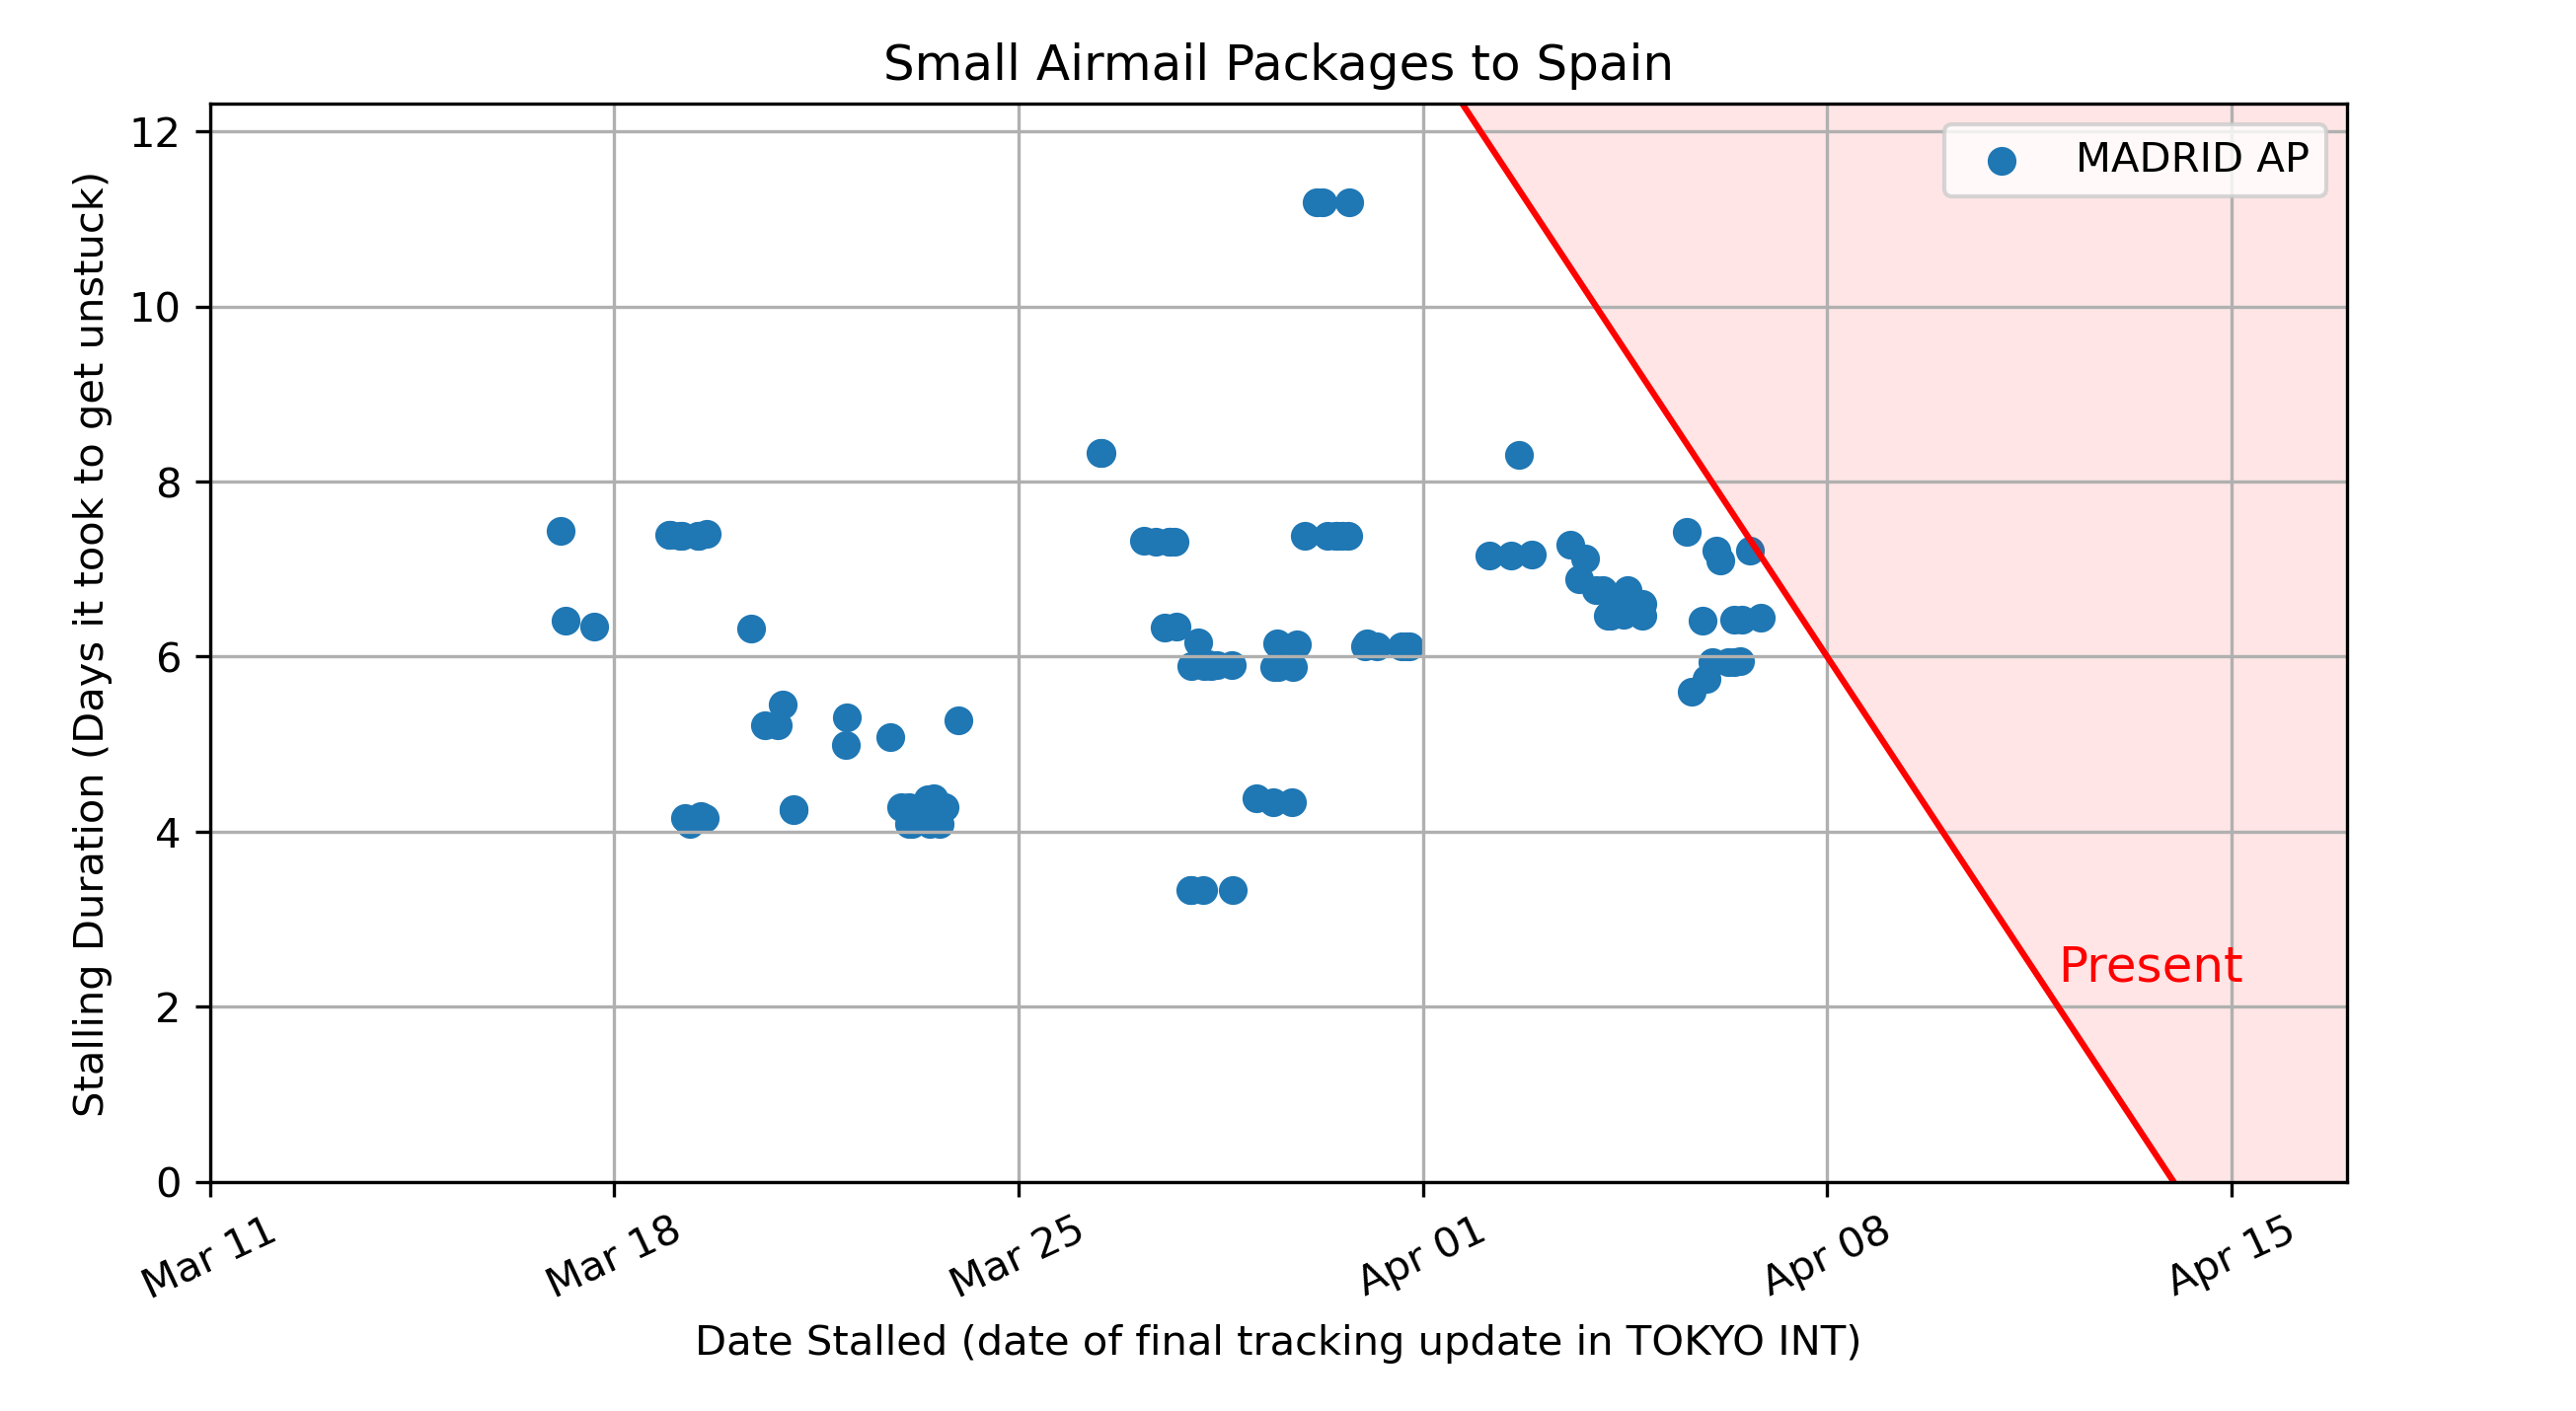 Small Airmail Packages to Spain
MADRID AP
12
10
8
6
4
2
0
Stalling Duration (Days it took to get unstuck)
Present
Mar 11
Mar 18
Mar 25
Apr 01
Apr 08
Apr 15
Date Stalled (date of final tracking update in TOKYO INT)